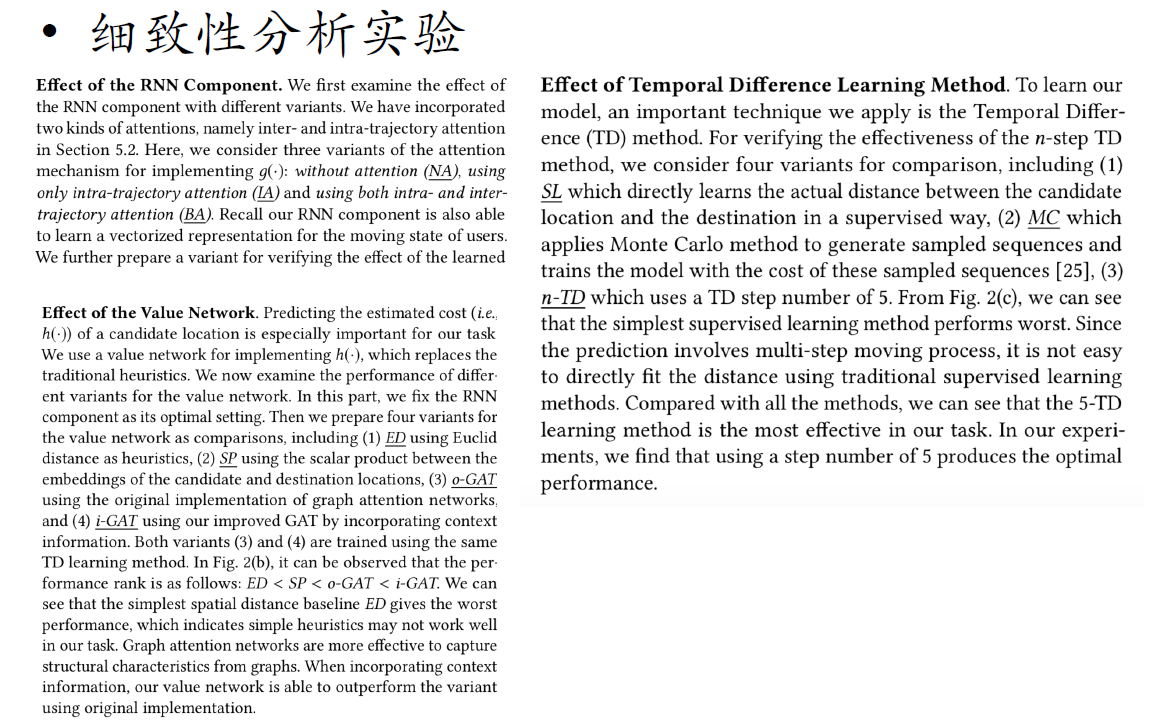 • 细致性分析实验
Effect of the RNN Component. We first examine the effect of
the RNN component with different variants. We have incorporated
two kinds of attentions, namely inter- and intra-trajectory attention
in Section 5.2. Here, we consider three variants of the attention
mechanism for implementing g(·): without attention (NA), using
only intra-trajectory attention (IA) and using both intra- and inter-
trajectory attention (BA). Recall our RNN component is also able
to learn a vectorized representation for the moving state of users.
We further prepare a variant for verifying the effect of the learned
Effect of the Value Network. Predicting the estimated cost (i.e.,
h(·)) of a candidate location is especially important for our task
We use a value network for implementing h(·), which replaces the
traditional heuristics. We now examine the performance of differ-
ent variants for the value network. In this part, we fix the RNN
component as its optimal setting. Then we prepare four variants for
the value network as comparisons, including (1) ED using Euclid
distance as heuristics, (2) SP using the scalar product between the
embeddings of the candidate and destination locations, (3) o-GAT
using the original implementation of graph attention networks,
and (4) i-GAT using our improved GAT by incorporating context
information. Both variants (3) and (4) are trained using the same
TD learning method. In Fig. 2(b), it can be observed that the per-
formance rank is as follows: ED < SP < o-GAT < i-GAT. We can
see that the simplest spatial distance baseline ED gives the worst
performance, which indicates simple heuristics may not work well
in our task. Graph attention networks are more effective to capture
structural characteristics from graphs. When incorporating context
information, our value network is able to outperform the variant
using original implementation.
Effect of Temporal Difference Learning Method. To learn our
model, an important technique we apply is the Temporal Differ-
ence (TD) method. For verifying the effectiveness of the n-step TD
method, we consider four variants for comparison, including (1)
SL which directly learns the actual distance between the candidate
location and the destination in a supervised way, (2) MC which
applies Monte Carlo method to generate sampled sequences and
trains the model with the cost of these sampled sequences [25], (3)
n-TD which uses a TD step number of 5. From Fig. 2(c), we can see
that the simplest supervised learning method performs worst. Since
the prediction involves multi-step moving process, it is not easy
to directly fit the distance using traditional supervised learning
methods. Compared with all the methods, we can see that the 5-TD
learning method is the most effective in our task. In our experi-
ments, we find that using a step number of 5 produces the optimal
performance.